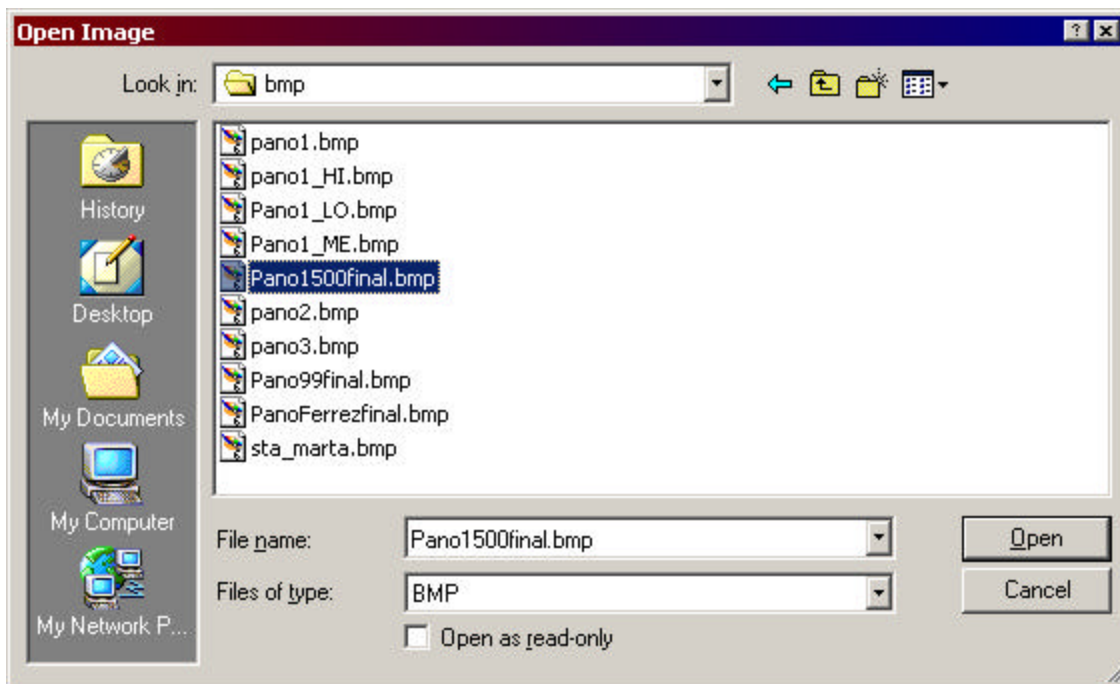 Open Image
Look in: bmp
History
Desktop
My Documents
My Computer
My Network P...
pano1.bmp
pano1_HI.bmp
Pano1_LO.bmp
Pano1_ME.bmp
Pano1500final.bmp
pano2.bmp
pano3.bmp
Pano99final.bmp
PanoFerrezfinal.bmp
sta_marta.bmp
File name: Pano1500final.bmp Open
Files of type: BMP Cancel
Open as read-only